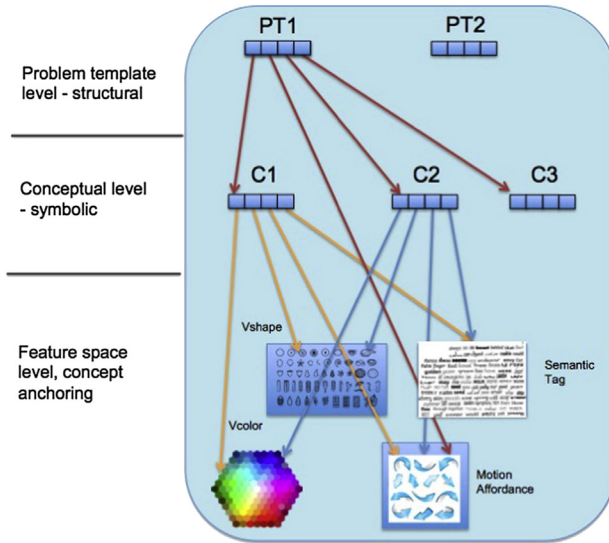 PT1 PT2
Problem template
level - structural
C1 C2 C3
Conceptual level
- symbolic
Vshape
Feature space
level, concept
anchoring
Semantic
Tag
Vcolor
Motion
Affordance